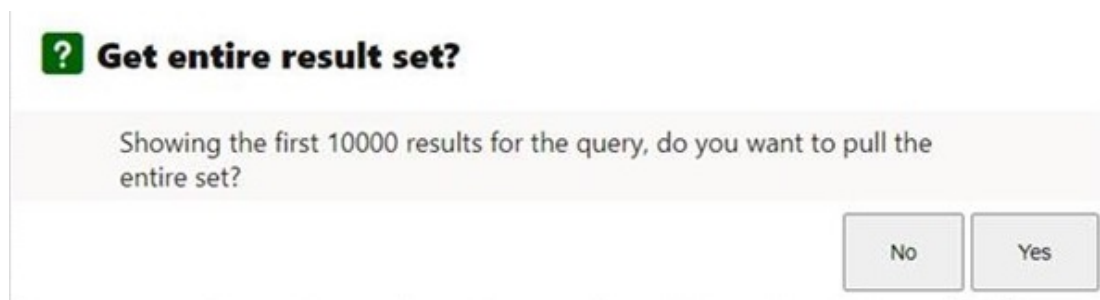 ? Get entire result set?
Showing the first 10000 results for the query, do you want to pull the
entire set?
No Yes